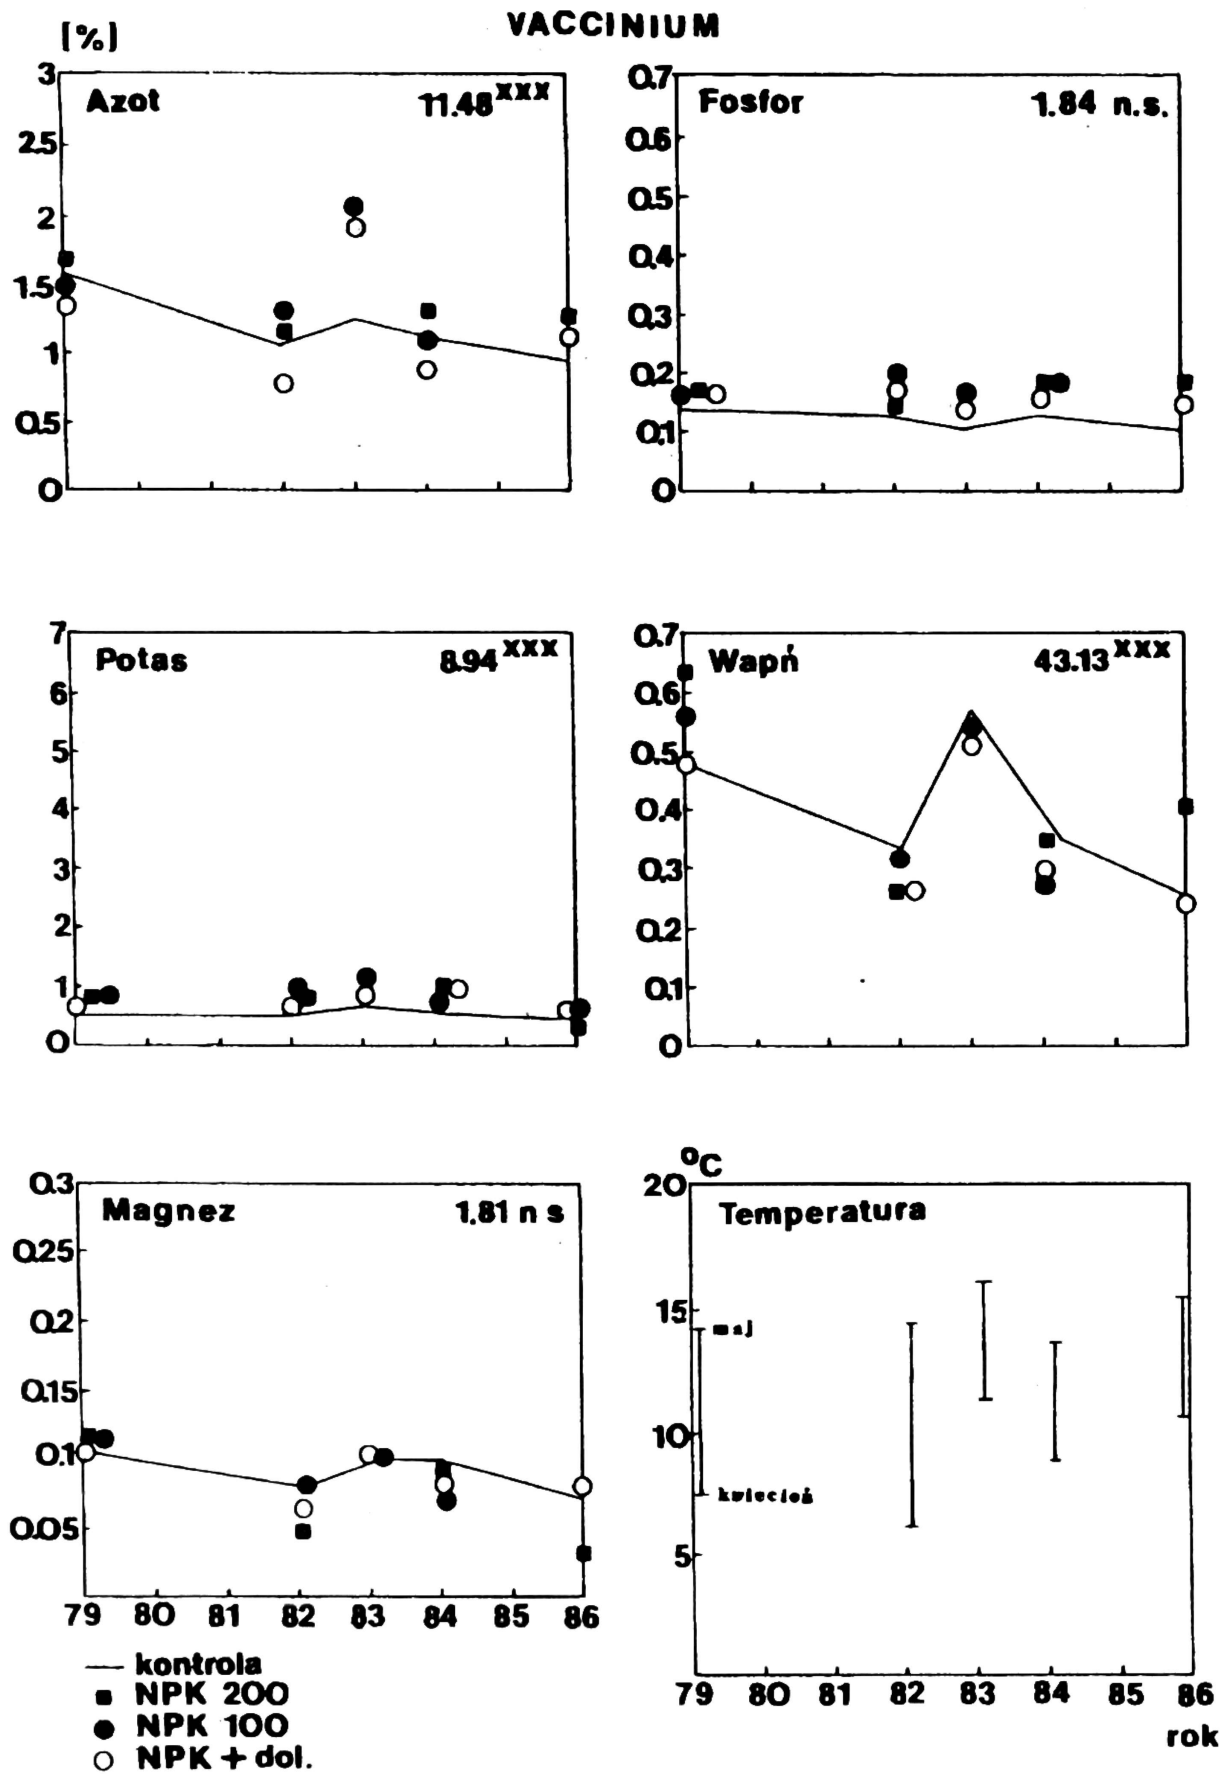 VACCINIUM
[%]
Azot 11.48xxx
3
2.5
2
1.5
1
0.5
0
Fosfor 1.84 n.s.
0.7
0.6
0.5
0.4
0.3
0.2
0.1
0
Potas 8.94xxx
7
6
5
4
3
2
1
0
Wapń 43.13xxx
0.7
0.6
0.5
0.4
0.3
0.2
0.1
0
Magnez 1.81 n s
0.3
0.25
0.2
0.15
0.1
0.05
79 80 81 82 83 84 85 86
°C
Temperatura
20
15
maj
10
kwiecień
5
79 80 81 82 83 84 85 86
rok
kontrola
NPK 200
NPK 100
NPK + dol.